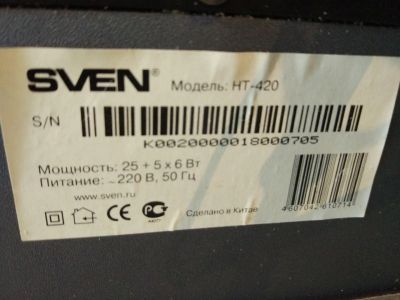 SVEN® Модель: HT-420
S/N
K0020000018000705
Мощность: 25 + 5 x 6 Вт
Питание: ~220 В, 50 Гц
www.sven.ru
Сделано в Китае
4607042610714